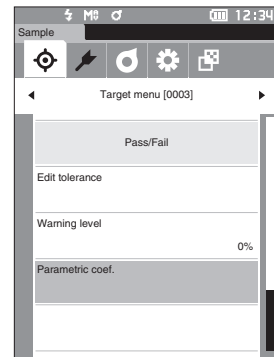 12:34
Sample
Target menu [0003]
Pass/Fail
Edit tolerance
Warning level
0%
Parametric coef.